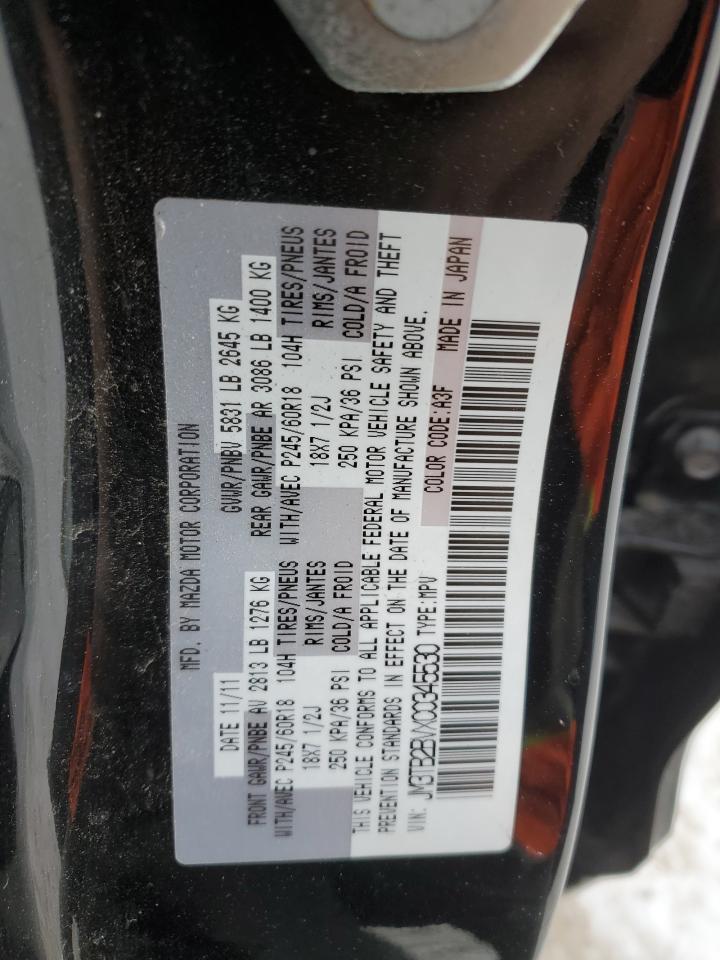 MFD. BY MAZDA MOTOR CORPORATION
DATE 11/11 GVWR/PNBV 5831 LB 2645 KG
FRONT GAWR/PNBE AV 2813 LB 1276 KG REAR GAWR/PNBE AR 3086 LB 1400 KG
WITH/AVEC P245/60R18 104H TIRES/PNEUS WITH/AVEC P245/60R18 104H TIRES/PNEUS
18X7 1/2J RIMS/JANTES 18X7 1/2J RIMS/JANTES
250 KPA/36 PSI COLD/A FROID 250 KPA/36 PSI COLD/A FROID
THIS VEHICLE CONFORMS TO ALL APPLICABLE FEDERAL MOTOR VEHICLE SAFETY AND THEFT
PREVENTION STANDARDS IN EFFECT ON THE DATE OF MANUFACTURE SHOWN ABOVE.
VIN: JM3TB2BVXC0345530 TYPE:MPV COLOR CODE:A3F MADE IN JAPAN